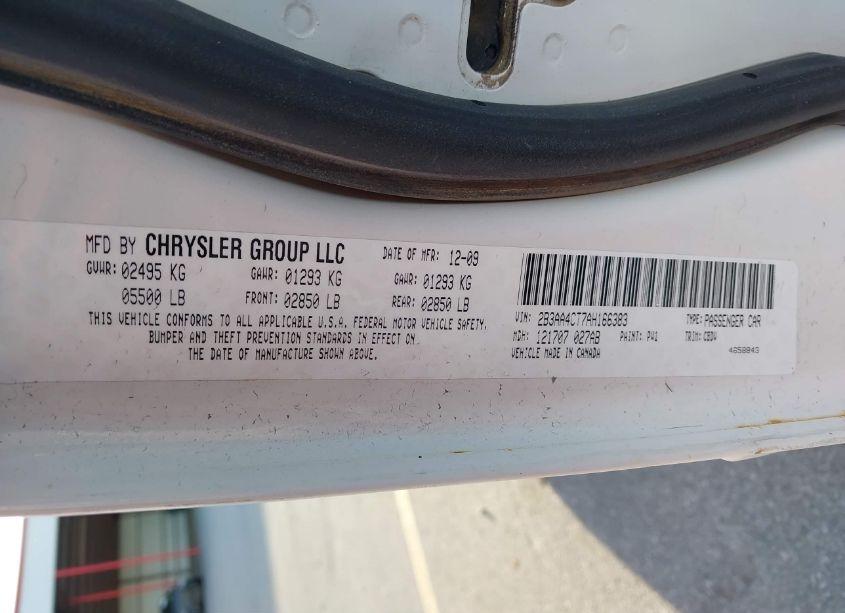 MFD BY CHRYSLER GROUP LLC DATE OF MFR: 12-09
GVWR: 02495 KG GAWR: 01293 KG GAWR: 01293 KG
05500 LB FRONT: 02850 LB REAR: 02850 LB
THIS VEHICLE CONFORMS TO ALL APPLICABLE U.S.A. FEDERAL MOTOR VEHICLE SAFETY,
BUMPER AND THEFT PREVENTION STANDARDS IN EFFECT ON
THE DATE OF MANUFACTURE SHOWN ABOVE.
VIN: 2B3AA4CT7AH166383 TYPE: PASSENGER CAR
MDH: 121707 027AB PAINT: PW1 TRIM: CBDV
VEHICLE MADE IN CANADA 4658843